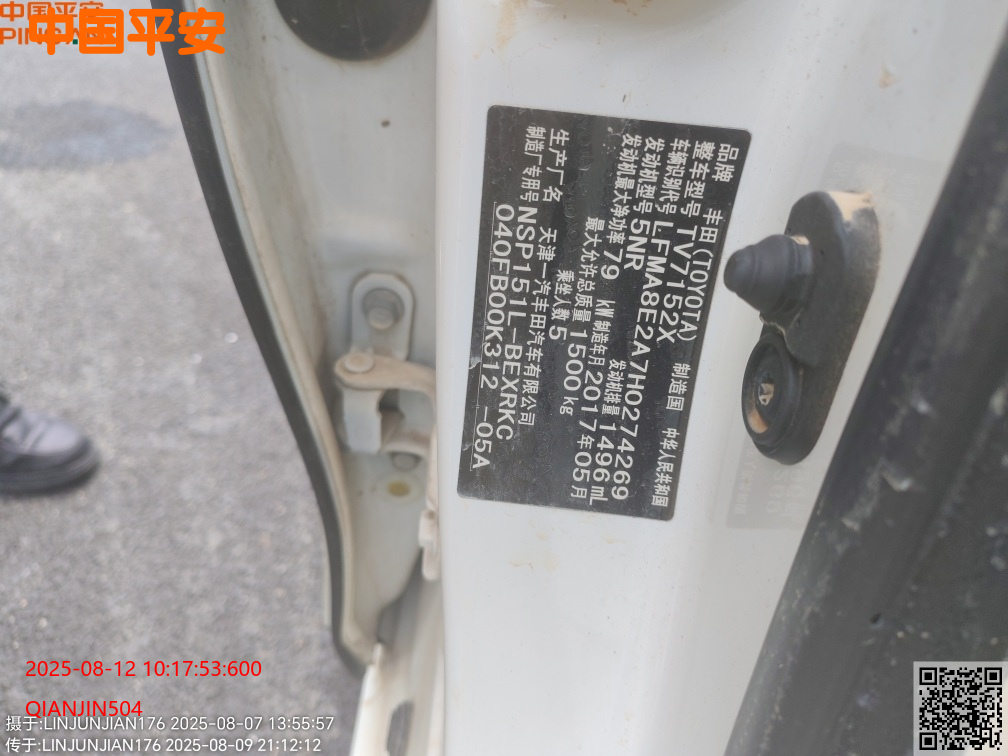 中国平安
PING AN
中国平安
品牌 丰田(TOYOTA) 制造国 中华人民共和国
整车型号 TV7152X
车辆识别代号 LFMA8E2A7H0274269
发动机型号 5NR 发动机排量 1496 mL
发动机最大净功率 79 kW 制造年月 2017年05月
最大允许总质量 1500 kg
乘坐人数 5
生产厂名 天津一汽丰田汽车有限公司
制造厂专用号 NSP151L-BEXRKC
040FB00K312 -05A
2025-08-12 10:17:53:600
QIANJIN504
摄于:LINJUNJIAN176 2025-08-07 13:55:57
传于:LINJUNJIAN176 2025-08-09 21:12:12